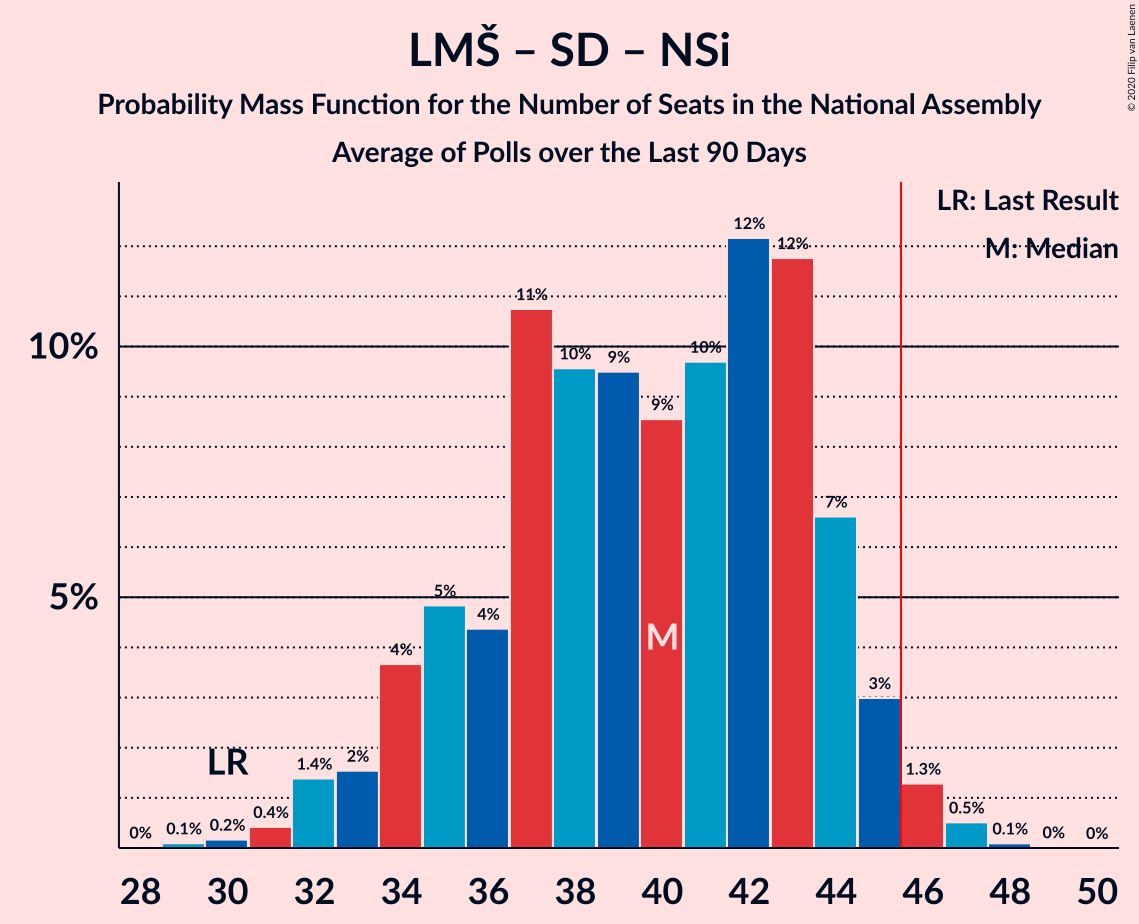 LMŠ – SD – NSi
Probability Mass Function for the Number of Seats in the National Assembly
Average of Polls over the Last 90 Days
© 2020 Filip van Laenen
LR: Last Result
M: Median
10%
5%
0%
0.1%
0.2%
0.4%
1.4%
2%
4%
5%
4%
11%
10%
9%
9%
10%
12%
12%
7%
3%
1.3%
0.5%
0.1%
0%
0%
LR
M
28 30 32 34 36 38 40 42 44 46 48 50